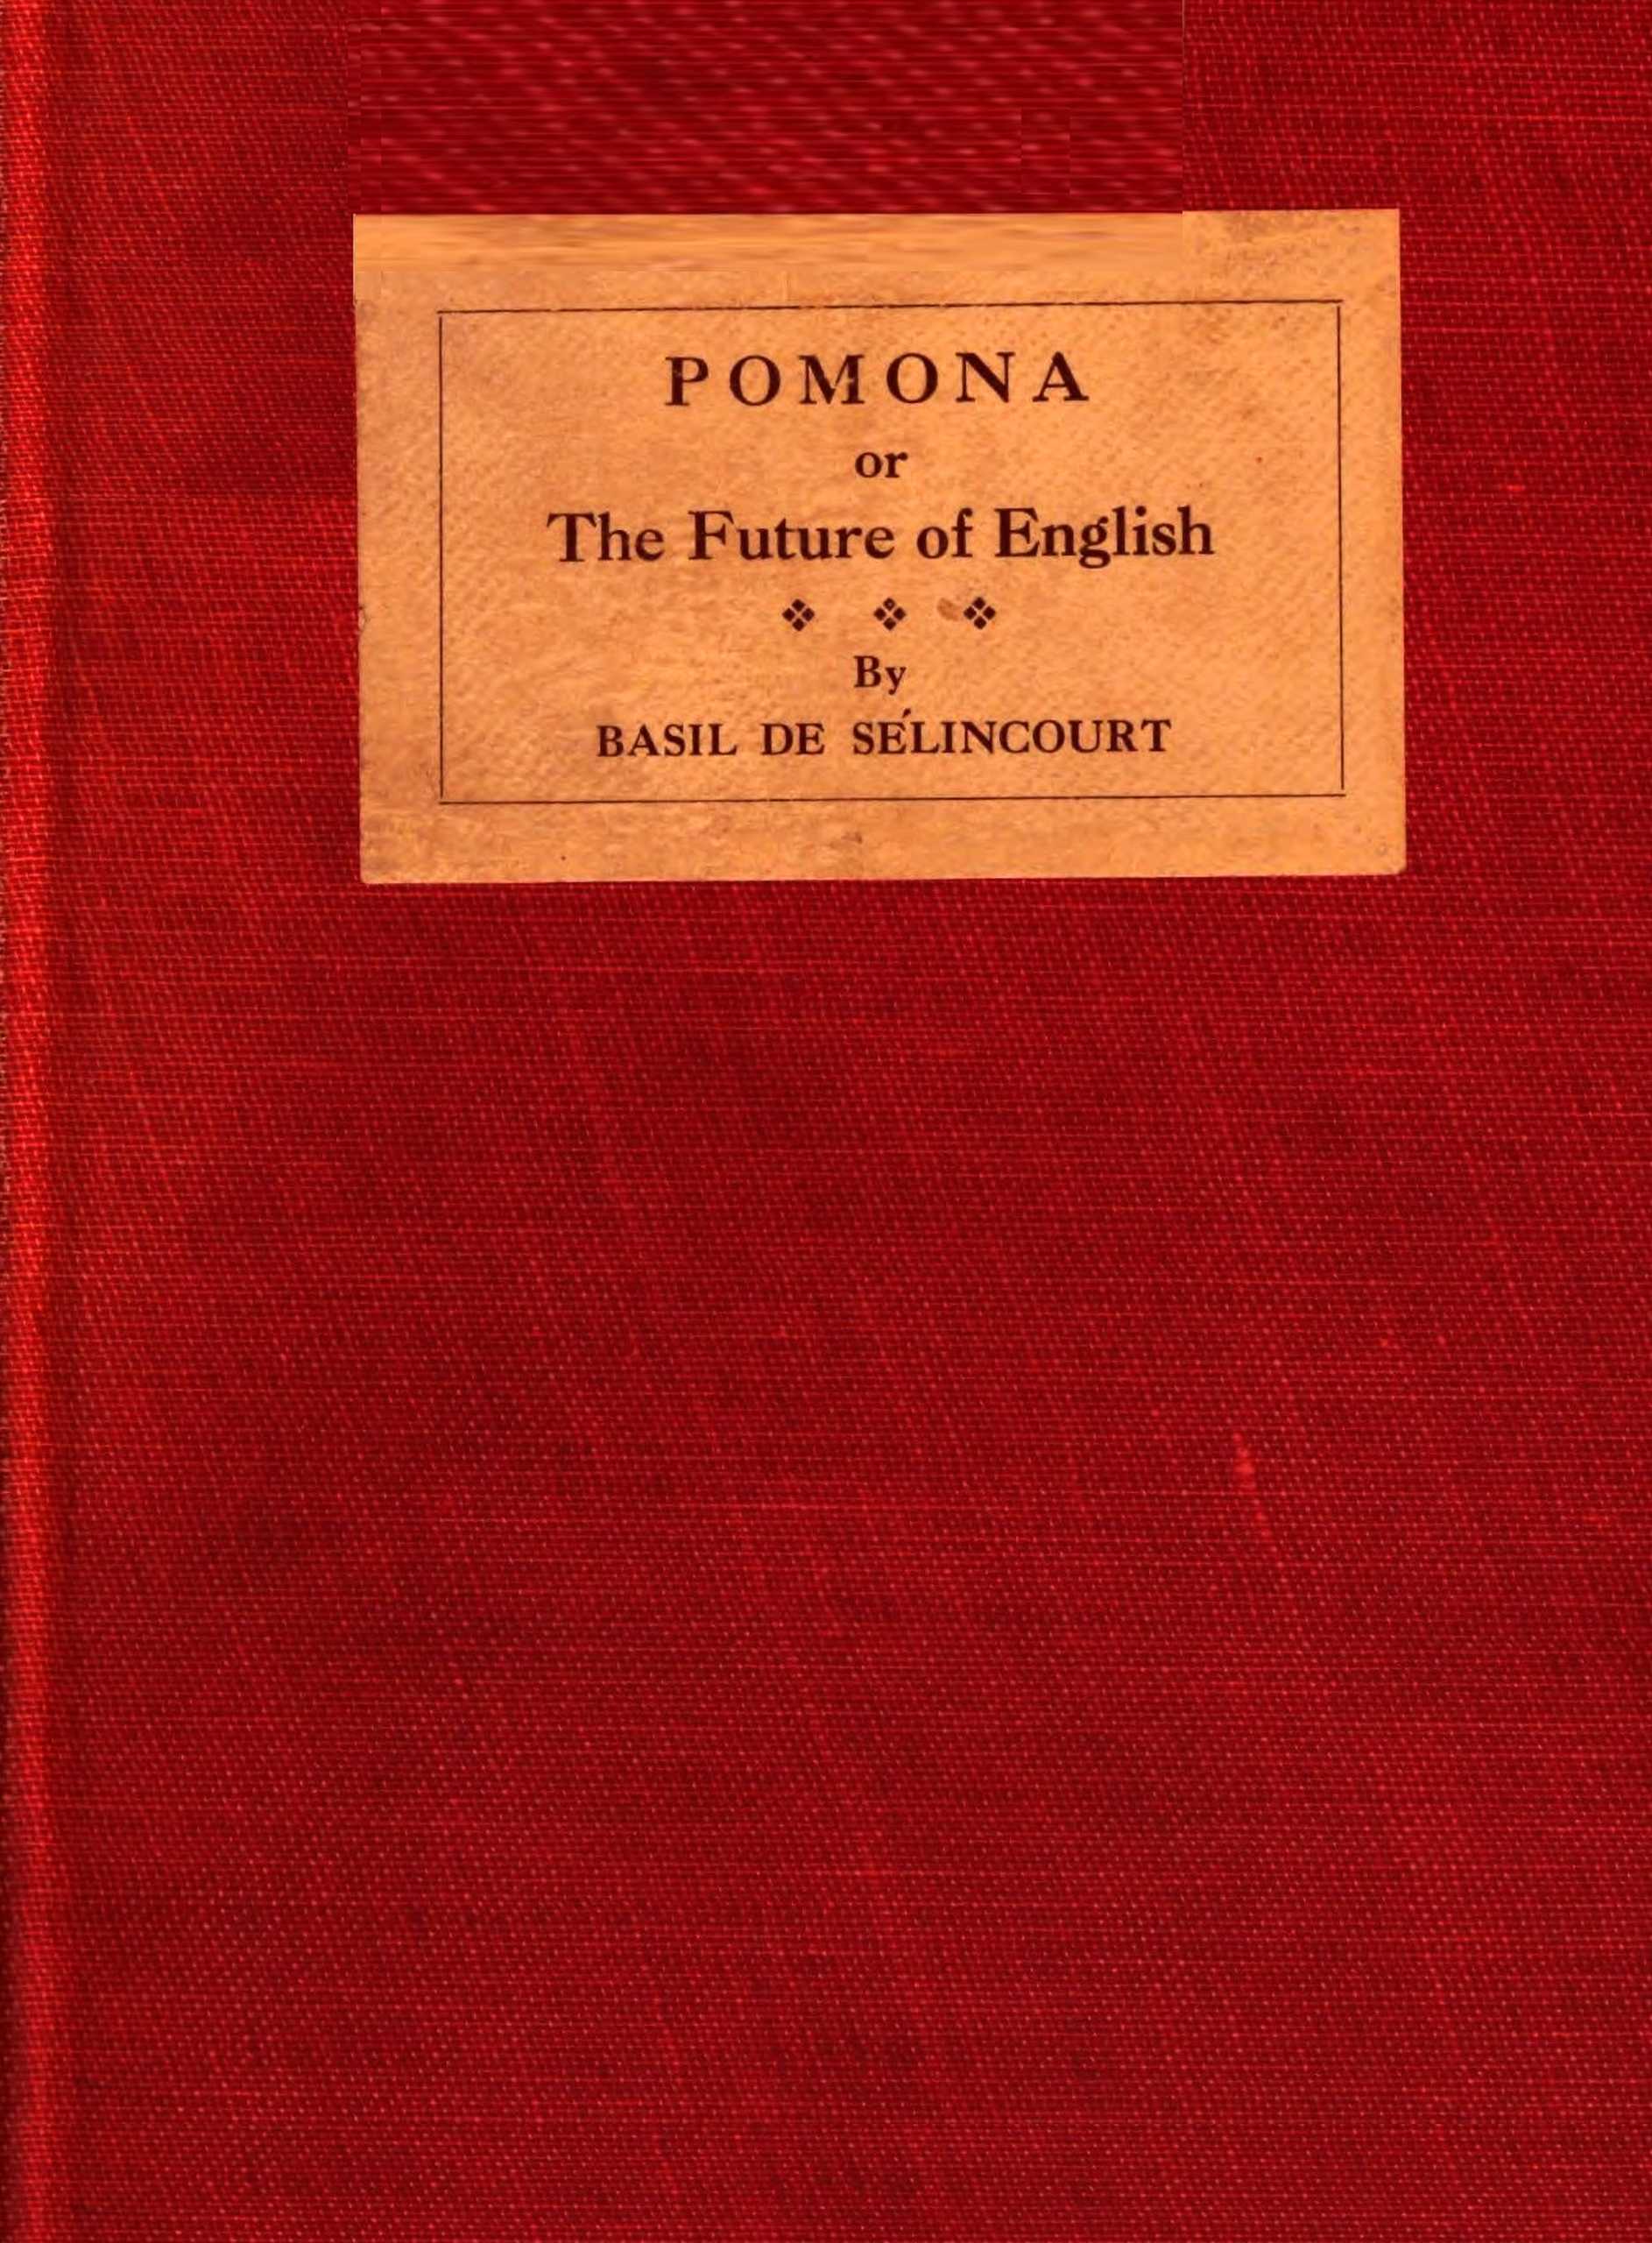 POMONA
or
The Future of English
❖ ❖ ❖
By
BASIL DE SÉLINCOURT